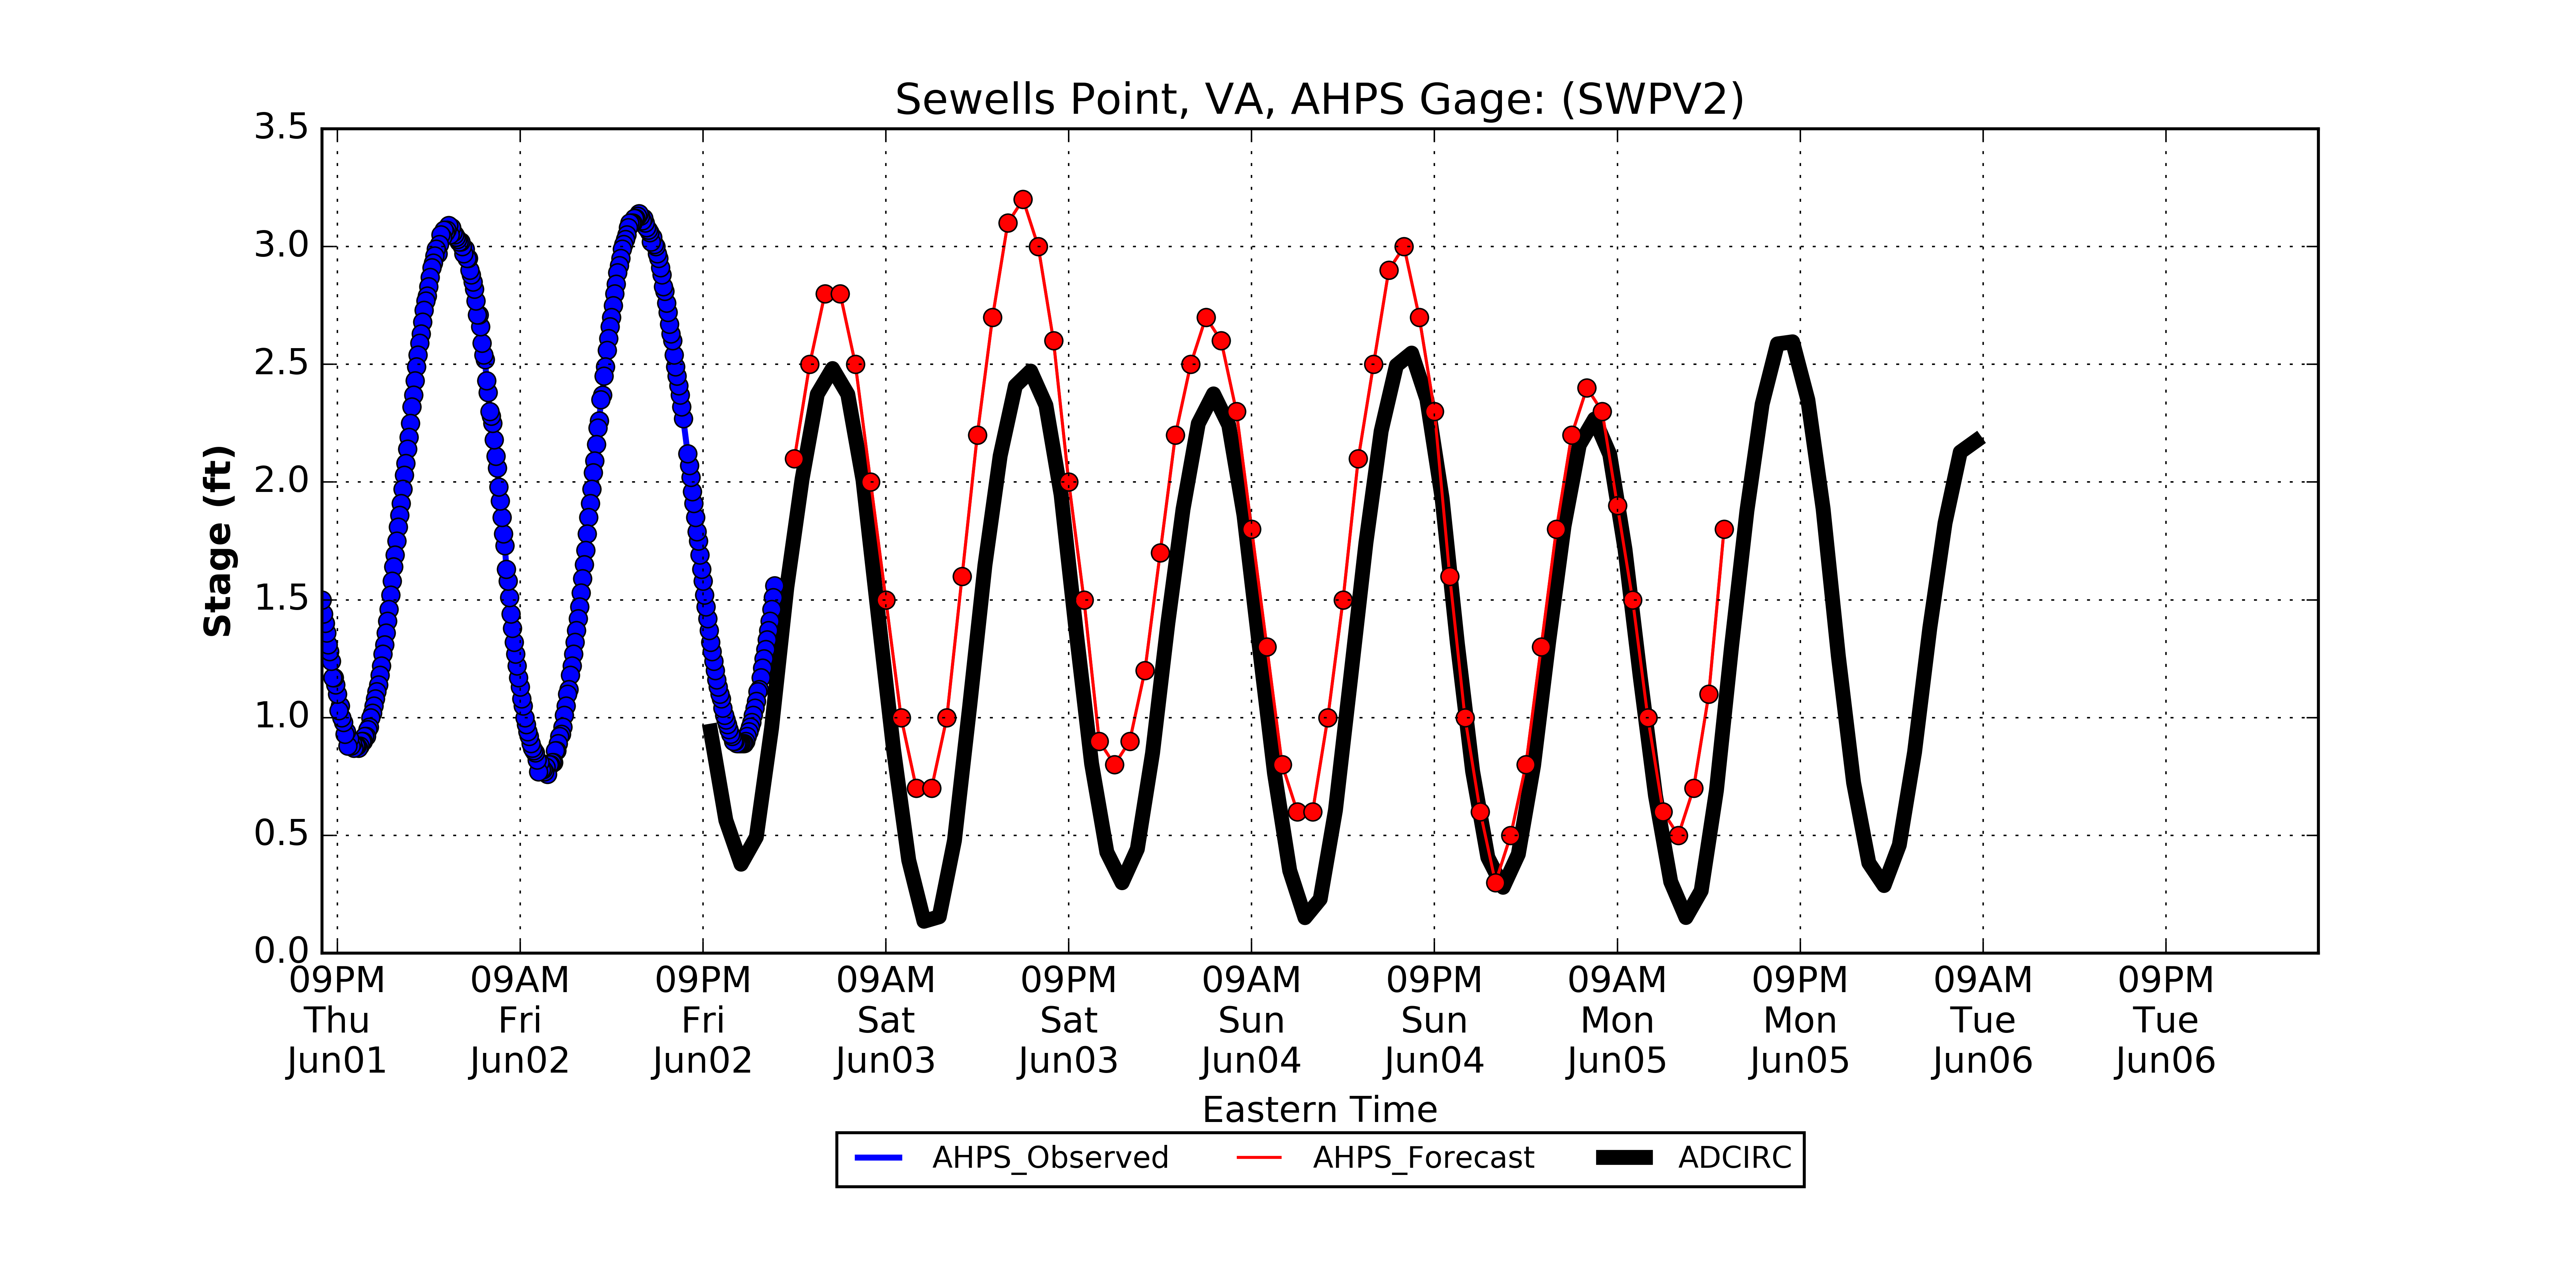 Sewells Point, VA, AHPS Gage: (SWPV2)
3.5
3.0
2.5
2.0
1.5
1.0
0.5
0.0
Stage (ft)
09PM 09AM 09PM 09AM 09PM 09AM 09PM 09AM 09PM 09AM 09PM
Thu Fri Fri Sat Sat Sun Sun Mon Mon Tue Tue
Jun01 Jun02 Jun02 Jun03 Jun03 Jun04 Jun04 Jun05 Jun05 Jun06 Jun06
Eastern Time
AHPS_Observed AHPS_Forecast ADCIRC